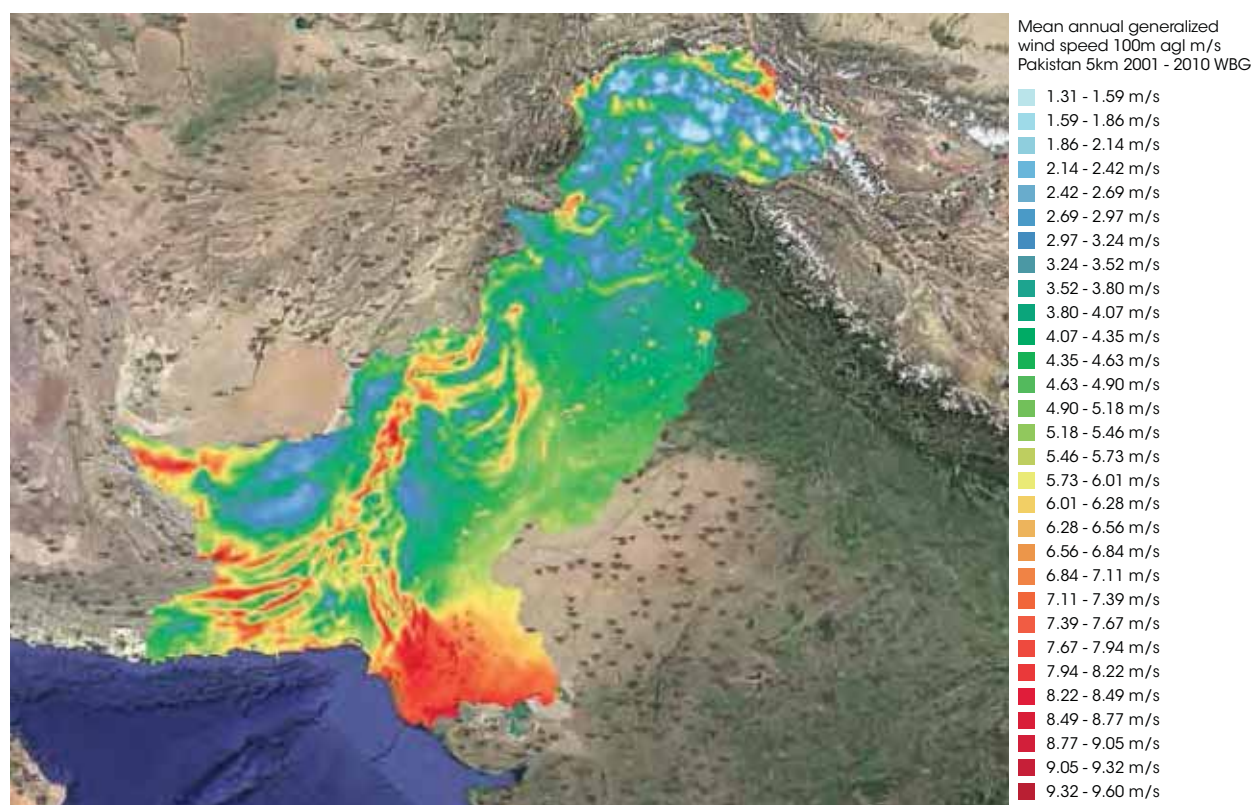 Mean annual generalized
wind speed 100m agl m/s
Pakistan 5km 2001 - 2010 WBG
1.31 - 1.59 m/s
1.59 - 1.86 m/s
1.86 - 2.14 m/s
2.14 - 2.42 m/s
2.42 - 2.69 m/s
2.69 - 2.97 m/s
2.97 - 3.24 m/s
3.24 - 3.52 m/s
3.52 - 3.80 m/s
3.80 - 4.07 m/s
4.07 - 4.35 m/s
4.35 - 4.63 m/s
4.63 - 4.90 m/s
4.90 - 5.18 m/s
5.18 - 5.46 m/s
5.46 - 5.73 m/s
5.73 - 6.01 m/s
6.01 - 6.28 m/s
6.28 - 6.56 m/s
6.56 - 6.84 m/s
6.84 - 7.11 m/s
7.11 - 7.39 m/s
7.39 - 7.67 m/s
7.67 - 7.94 m/s
7.94 - 8.22 m/s
8.22 - 8.49 m/s
8.49 - 8.77 m/s
8.77 - 9.05 m/s
9.05 - 9.32 m/s
9.32 - 9.60 m/s